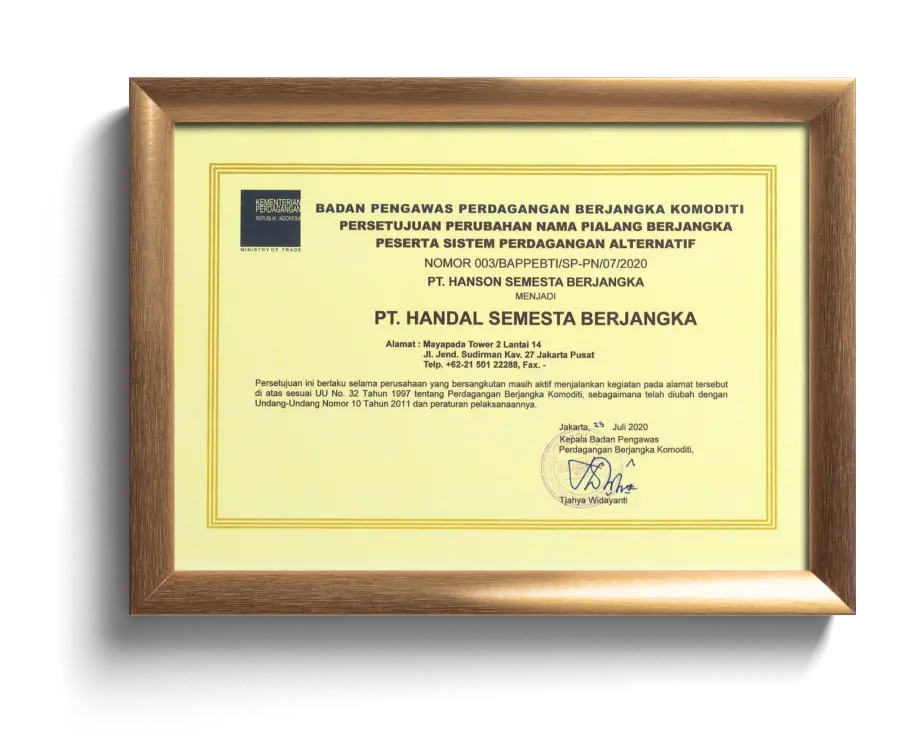 KEMENTERIAN
PERDAGANGAN
REPUBLIK INDONESIA
MINISTRY OF TRADE
BADAN PENGAWAS PERDAGANGAN BERJANGKA KOMODITI
PERSETUJUAN PERUBAHAN NAMA PIALANG BERJANGKA
PESERTA SISTEM PERDAGANGAN ALTERNATIF
NOMOR 003/BAPPEBTI/SP-PN/07/2020
PT. HANSON SEMESTA BERJANGKA
MENJADI
PT. HANDAL SEMESTA BERJANGKA
Alamat : Mayapada Tower 2 Lantai 14
Jl. Jend. Sudirman Kav. 27 Jakarta Pusat
Telp. +62-21 501 22288, Fax. -
Persetujuan ini berlaku selama perusahaan yang bersangkutan masih aktif menjalankan kegiatan pada alamat tersebut
di atas sesuai UU No. 32 Tahun 1997 tentang Perdagangan Berjangka Komoditi, sebagaimana telah diubah dengan
Undang-Undang Nomor 10 Tahun 2011 dan peraturan pelaksanaannya.
Jakarta, 23 Juli 2020
Kepala Badan Pengawas
Perdagangan Berjangka Komoditi,
Tjahya Widayanti